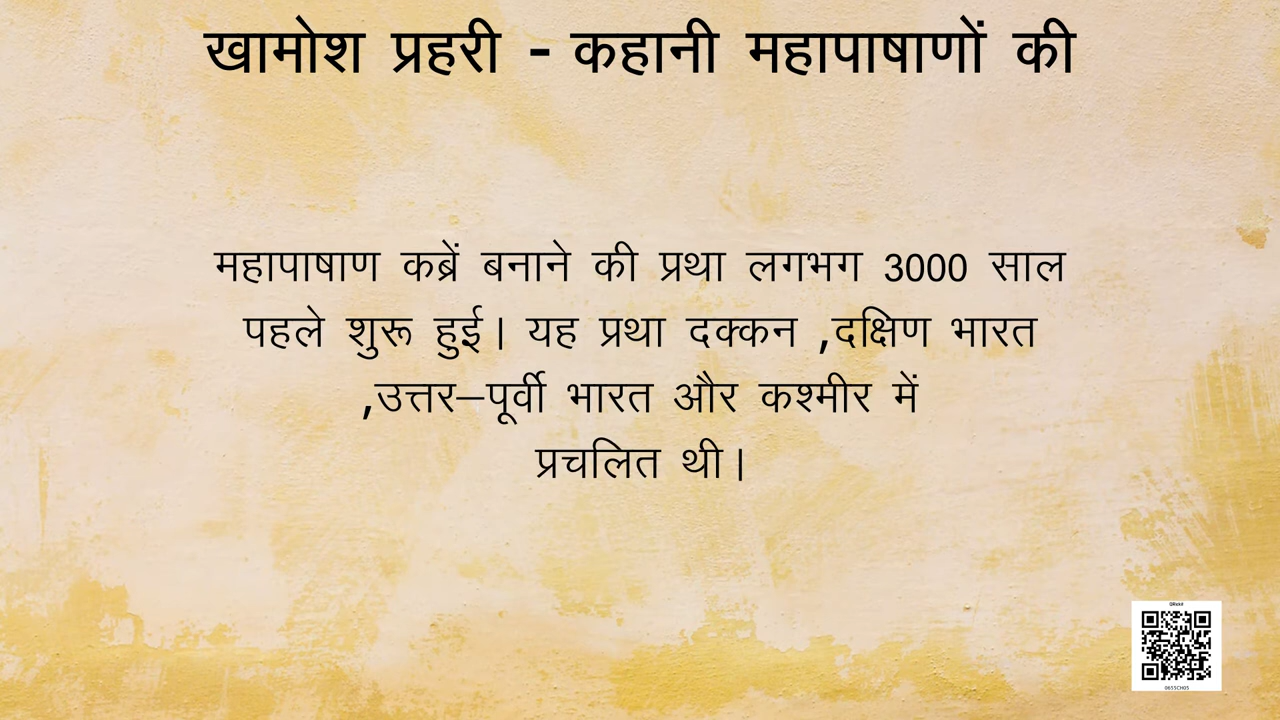 खामोश प्रहरी - कहानी महापाषाणों की
महापाषाण कब्रें बनाने की प्रथा लगभग 3000 साल
पहले शुरू हुई। यह प्रथा दक्कन ,दक्षिण भारत
,उत्तर–पूर्वी भारत और कश्मीर में
प्रचलित थी।
0655CH05